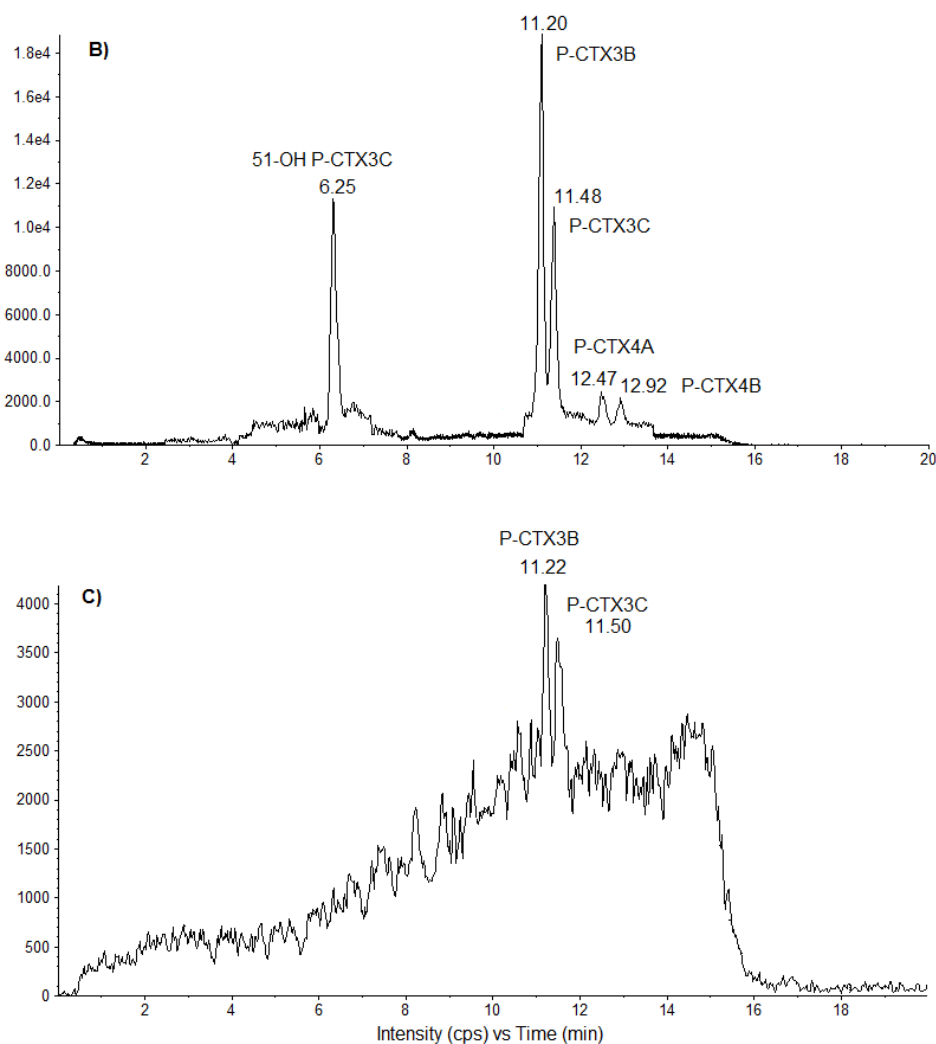 11.20
1.8e4
B)
P-CTX3B
1.6e4
1.4e4
51-OH P-CTX3C
1.2e4
6.25
11.48
1.0e4
P-CTX3C
8000.0
6000.0
P-CTX4A
4000.0
12.47
12.92
P-CTX4B
2000.0
0.0
2 4 6 8 10 12 14 16 18 20
P-CTX3B
11.22
C)
4000
P-CTX3C
11.50
3500
3000
2500
2000
1500
1000
500
0
2 4 6 8 10 12 14 16 18
Intensity (cps) vs Time (min)